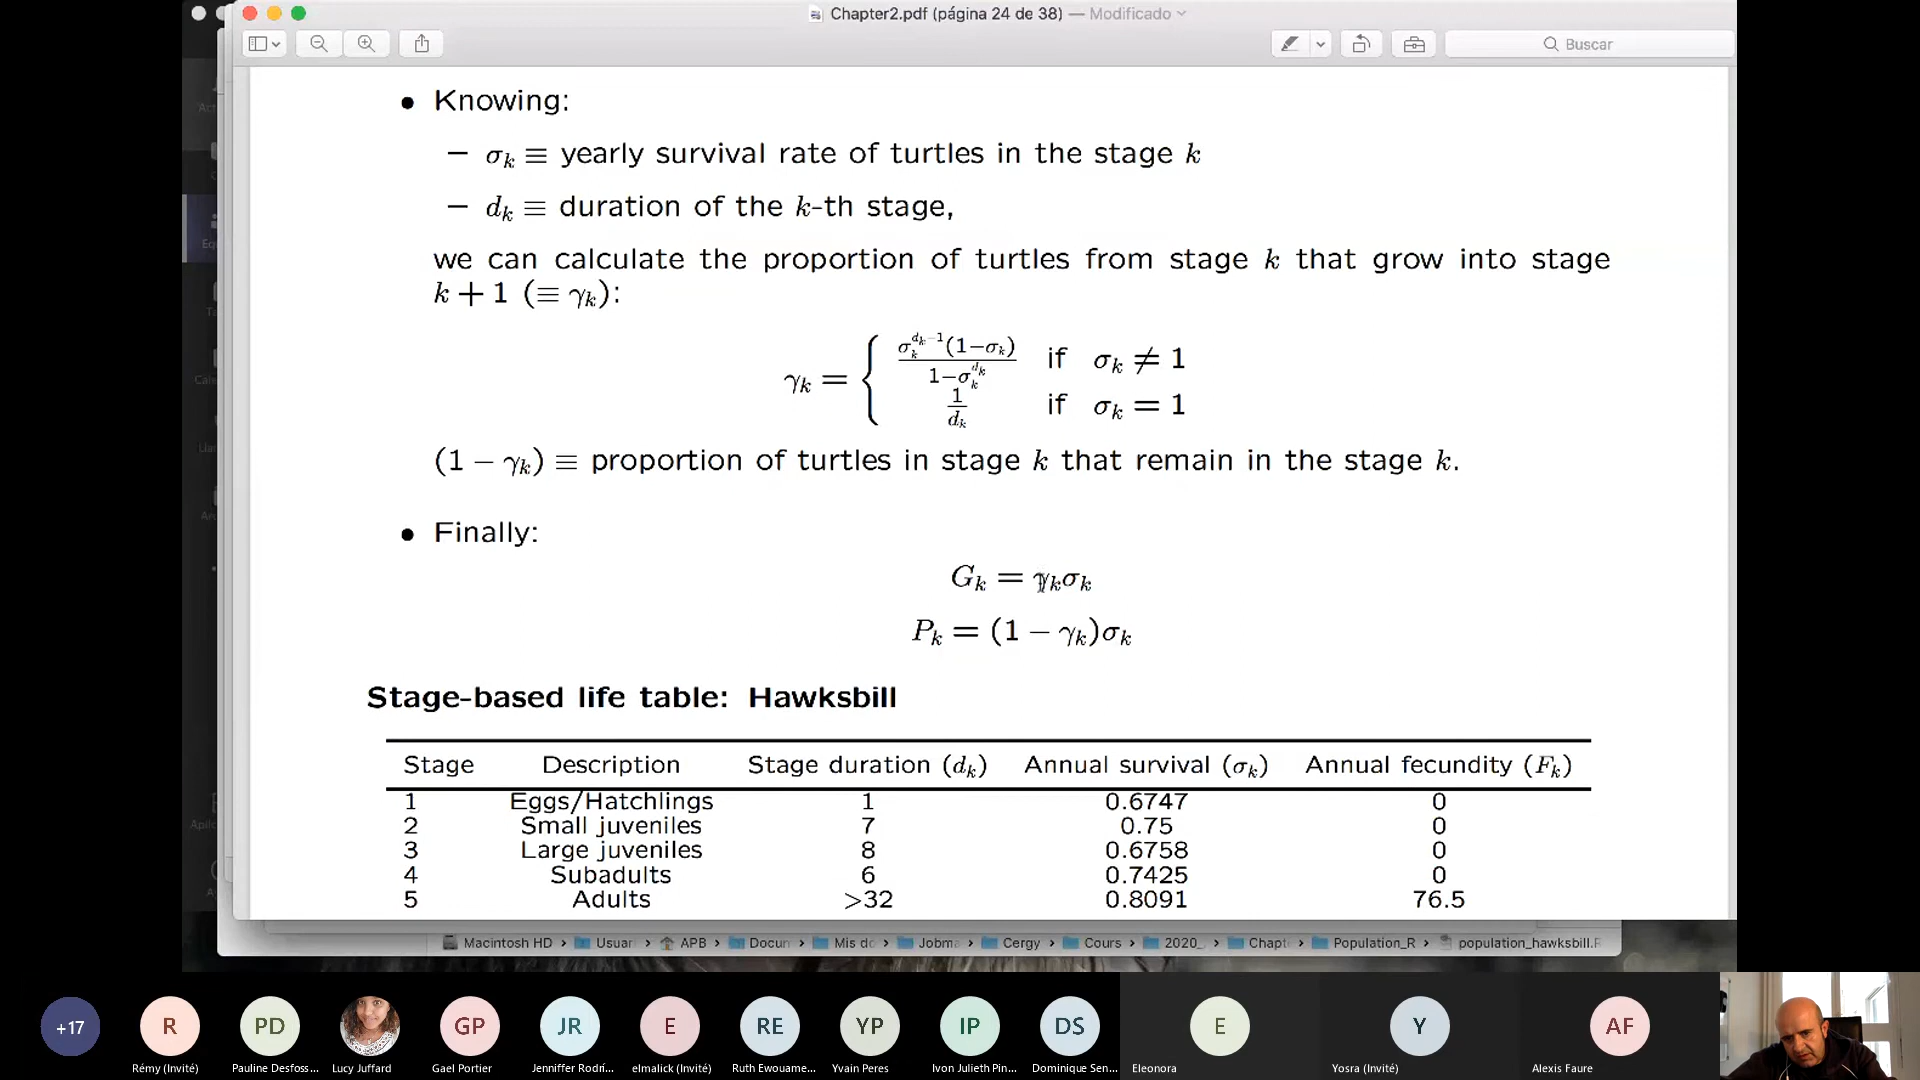 Chapter2.pdf (página 24 de 38) — Modificado
Buscar
• Knowing:
– σ_k ≡ yearly survival rate of turtles in the stage k
– d_k ≡ duration of the k-th stage,
we can calculate the proportion of turtles from stage k that grow into stage
k + 1 (≡ γ_k):
γ_k = { σ_k^{d_k−1}(1−σ_k) / 1−σ_k^{d_k} if σ_k ≠ 1
1/d_k if σ_k = 1
(1 − γ_k) ≡ proportion of turtles in stage k that remain in the stage k.
• Finally:
G_k = γ_kσ_k
P_k = (1 − γ_k)σ_k
Stage-based life table: Hawksbill
Stage Description Stage duration (d_k) Annual survival (σ_k) Annual fecundity (F_k)
1 Eggs/Hatchlings 1 0.6747 0
2 Small juveniles 7 0.75 0
3 Large juveniles 8 0.6758 0
4 Subadults 6 0.7425 0
5 Adults >32 0.8091 76.5
Macintosh HD › Usuar › APB › Docun › Mis do › Jobma › Cergy › Cours › 2020_ › Chapt › Population_R › population_hawksbill.R
+17 R PD GP JR E RE YP IP DS E Y AF
Rémy (Invité) Pauline Desfoss... Lucy Juffard Gael Portier Jenniffer Rodrí... elmalick (Invité) Ruth Ewouame... Yvain Peres Ivon Julieth Pin... Dominique Sen... Eleonora Yosra (Invité) Alexis Faure